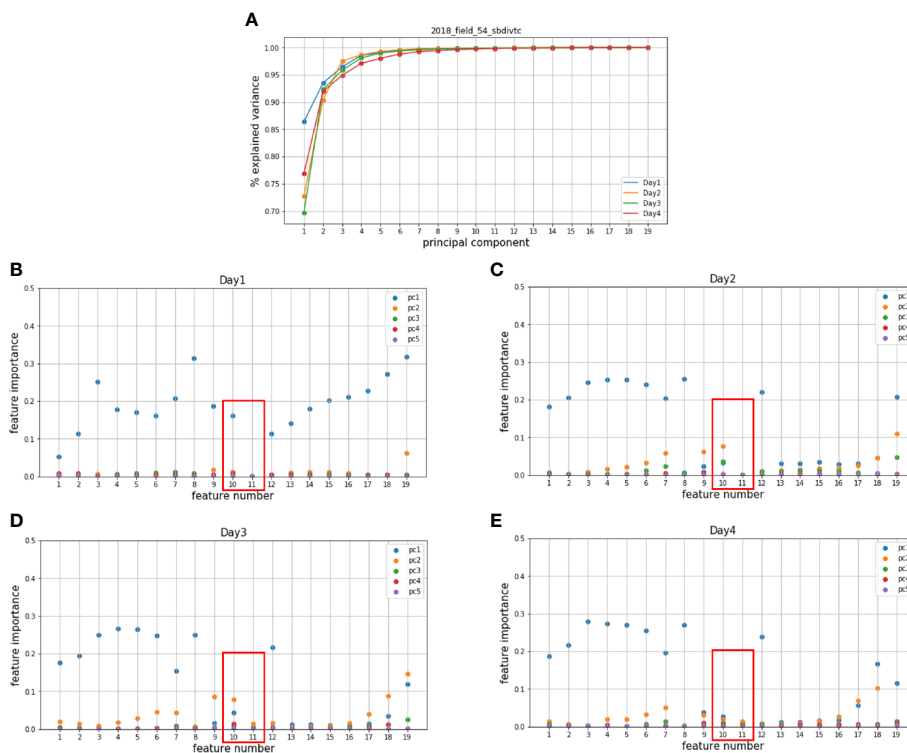 A
2018_field_54_sbdivtc
1.00
0.95
0.90
0.85
0.80
0.75
0.70
% explained variance
Day1
Day2
Day3
Day4
1 2 3 4 5 6 7 8 9 10 11 12 13 14 15 16 17 18 19
principal component
B
Day1
0.5
0.4
0.3
0.2
0.1
0.0
feature importance
pc1
pc2
pc3
pc4
pc5
1 2 3 4 5 6 7 8 9 10 11 12 13 14 15 16 17 18 19
feature number
C
Day2
0.5
0.4
0.3
0.2
0.1
0.0
feature importance
pc1
pc2
pc3
pc4
pc5
1 2 3 4 5 6 7 8 9 10 11 12 13 14 15 16 17 18 19
feature number
D
Day3
0.5
0.4
0.3
0.2
0.1
0.0
feature importance
pc1
pc2
pc3
pc4
pc5
1 2 3 4 5 6 7 8 9 10 11 12 13 14 15 16 17 18 19
feature number
E
Day4
0.5
0.4
0.3
0.2
0.1
0.0
feature importance
pc1
pc2
pc3
pc4
pc5
1 2 3 4 5 6 7 8 9 10 11 12 13 14 15 16 17 18 19
feature number